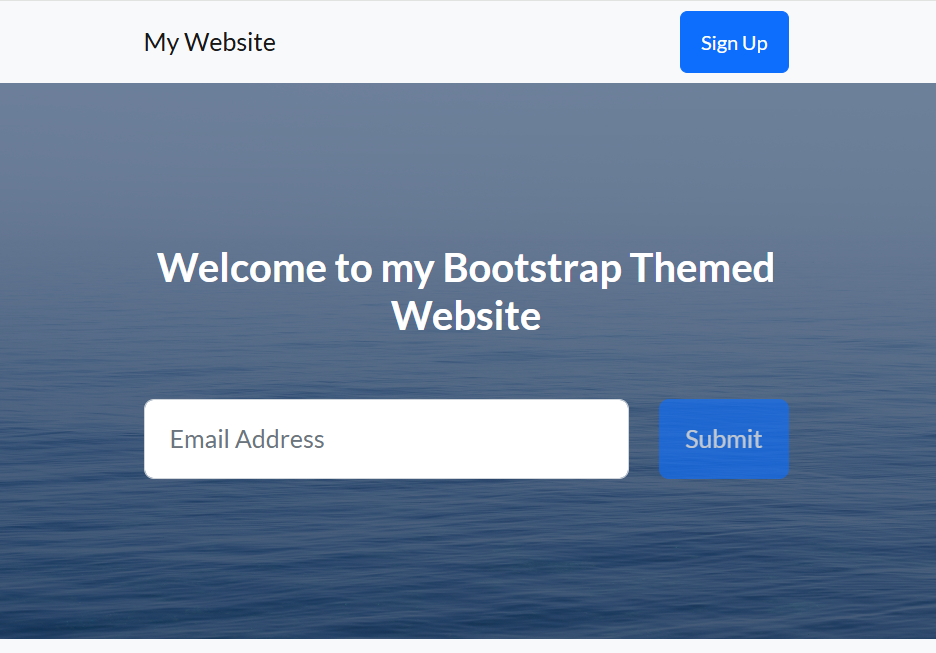 My Website
Sign Up
Welcome to my Bootstrap Themed
Website
Email Address
Submit